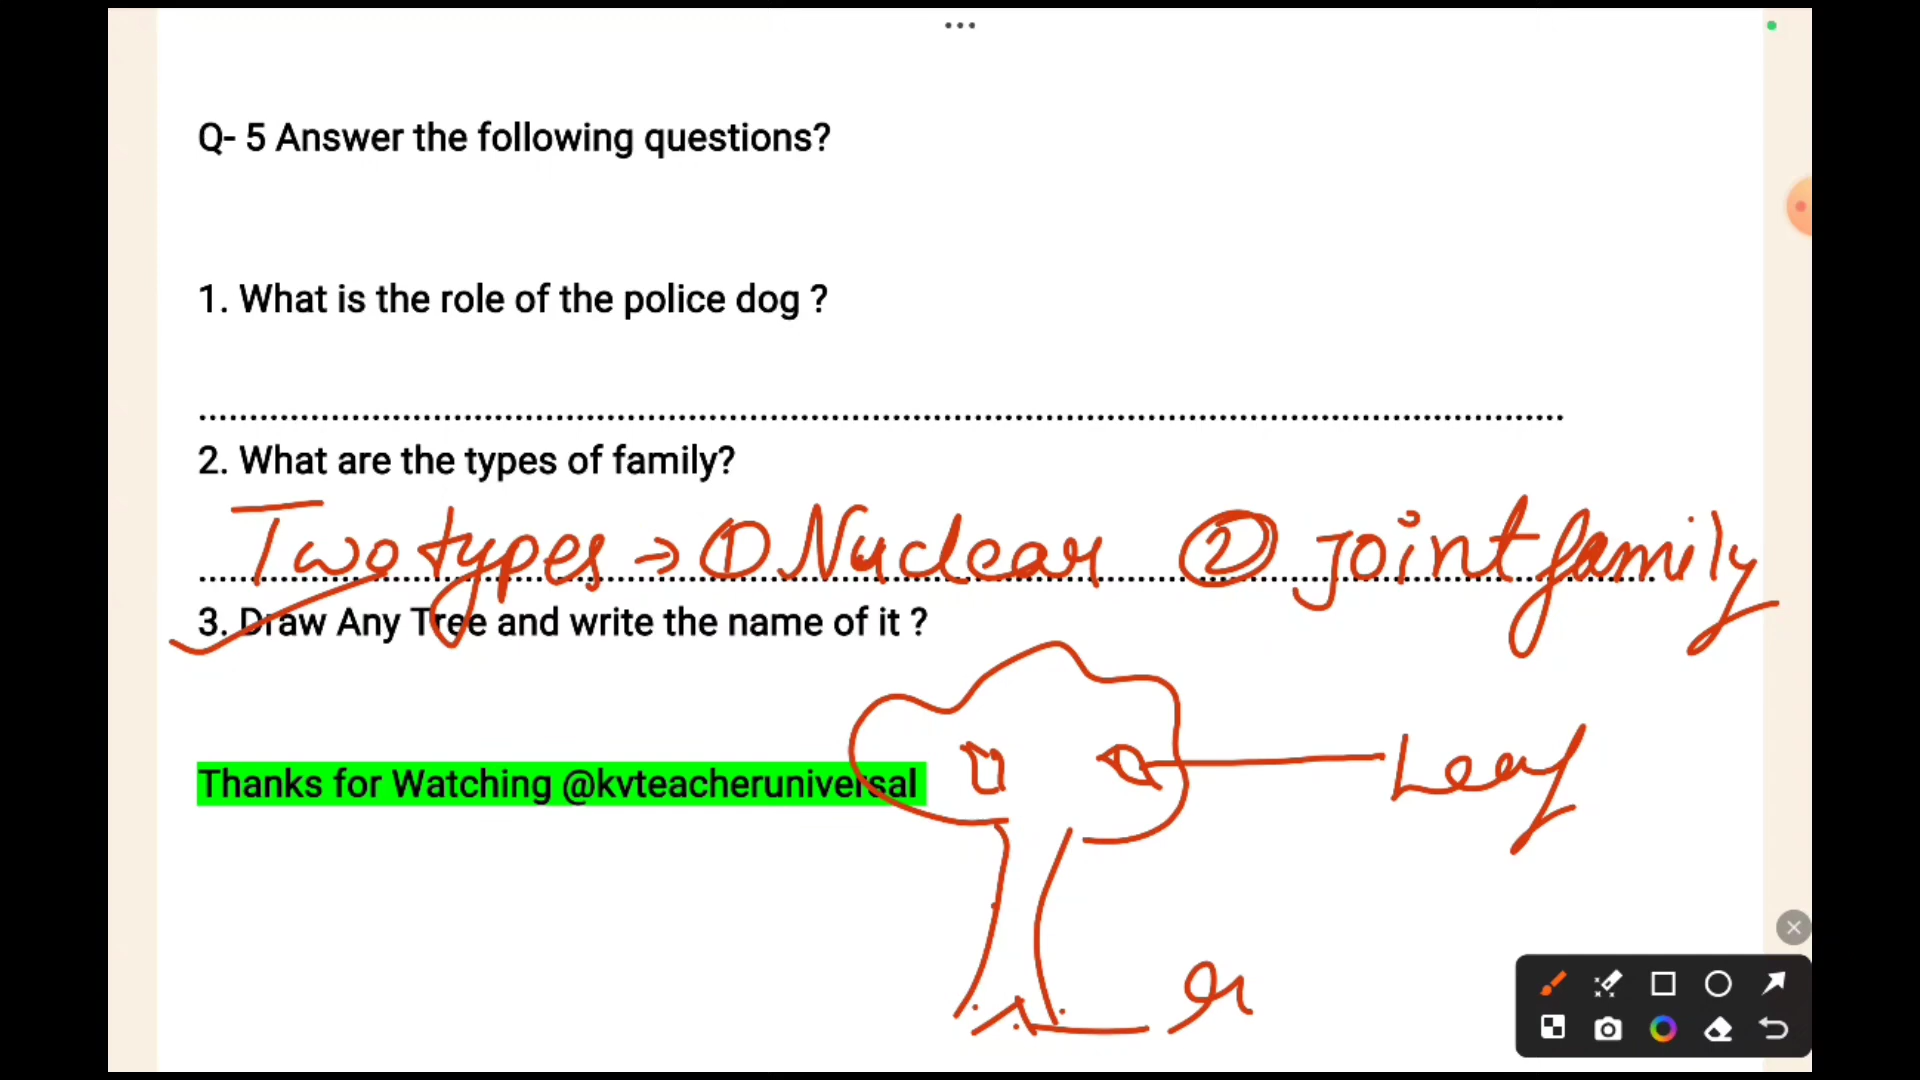 Q- 5 Answer the following questions?
1. What is the role of the police dog ?
2. What are the types of family?
Two types → ① Nuclear ② joint family
3. Draw Any Tree and write the name of it ?
Leaf
Thanks for Watching @kvteacheruniversal